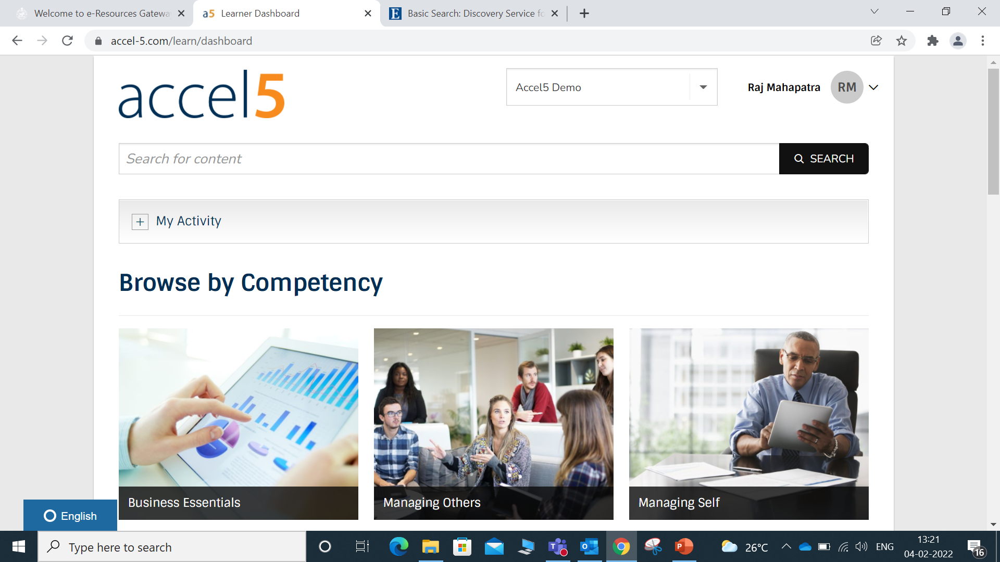 Welcome to e-Resources Gatewa
a5 Learner Dashboard
E Basic Search: Discovery Service fo
accel-5.com/learn/dashboard
accel5
Accel5 Demo
Raj Mahapatra RM
Search for content
SEARCH
My Activity
Browse by Competency
Business Essentials
Managing Others
Managing Self
English
Type here to search
26°C
ENG
13:21
04-02-2022
16